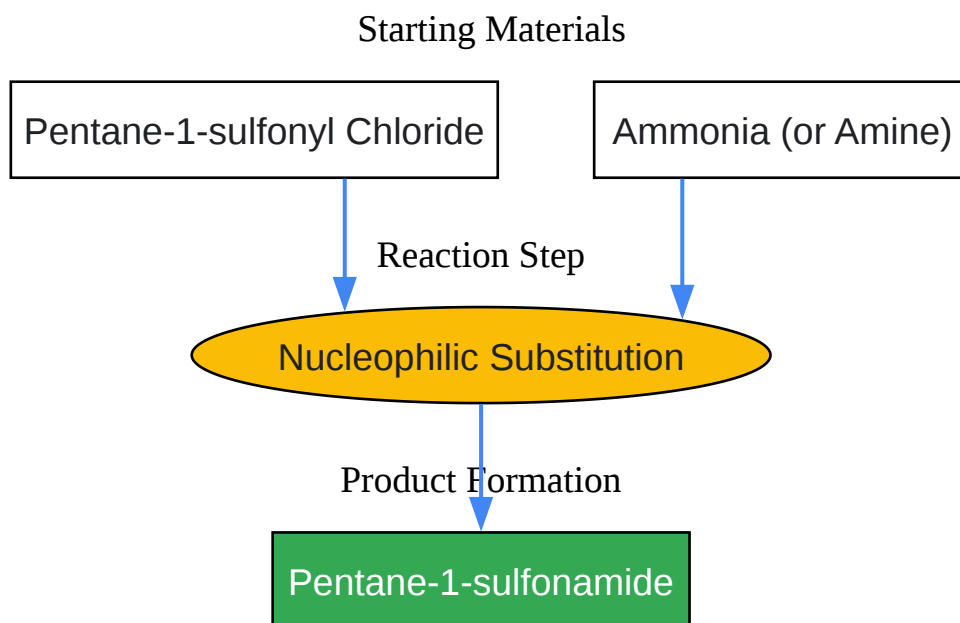 Starting Materials
Pentane-1-sulfonyl Chloride
Ammonia (or Amine)
Reaction Step
Nucleophilic Substitution
Product Formation
Pentane-1-sulfonamide